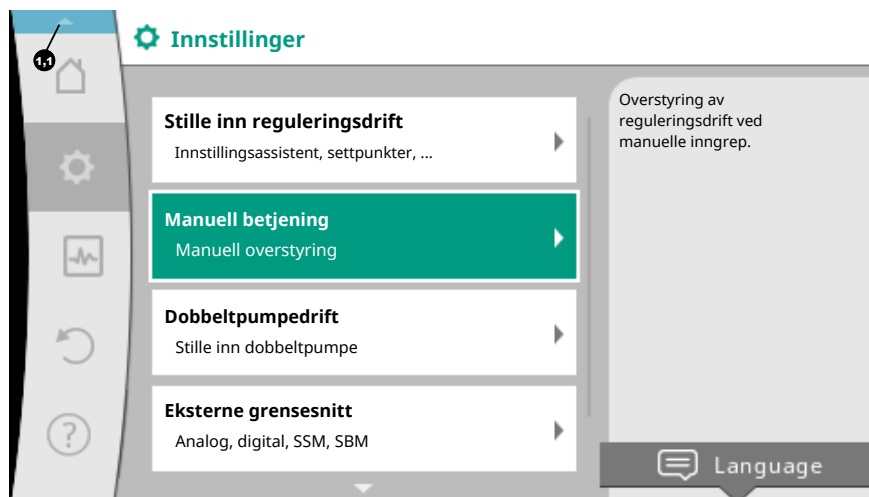 Innstillinger
1,1
Stille inn reguleringsdrift
Innstillingsassistent, settpunkter, ...
Manuell betjening
Manuell overstyring
Dobbeltpumpedrift
Stille inn dobbeltpumpe
Eksterne grensesnitt
Analog, digital, SSM, SBM
Overstyring av
reguleringsdrift ved
manuelle inngrep.
?
Language